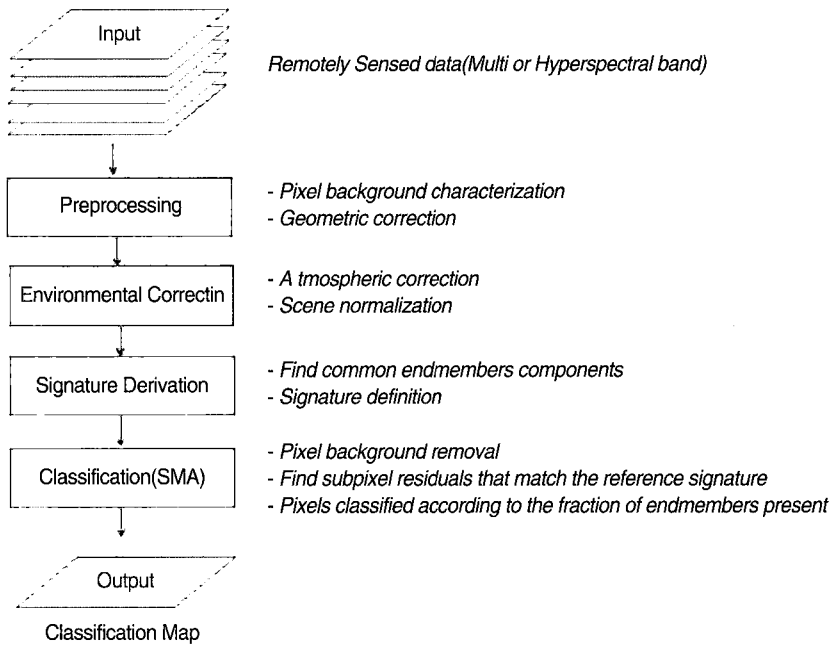 Input
Remotely Sensed data(Multi or Hyperspectral band)
Preprocessing
- Pixel background characterization
- Geometric correction
Environmental Correctin
- A tmospheric correction
- Scene normalization
Signature Derivation
- Find common endmembers components
- Signature definition
Classification(SMA)
- Pixel background removal
- Find subpixel residuals that match the reference signature
- Pixels classified according to the fraction of endmembers present
Output
Classification Map